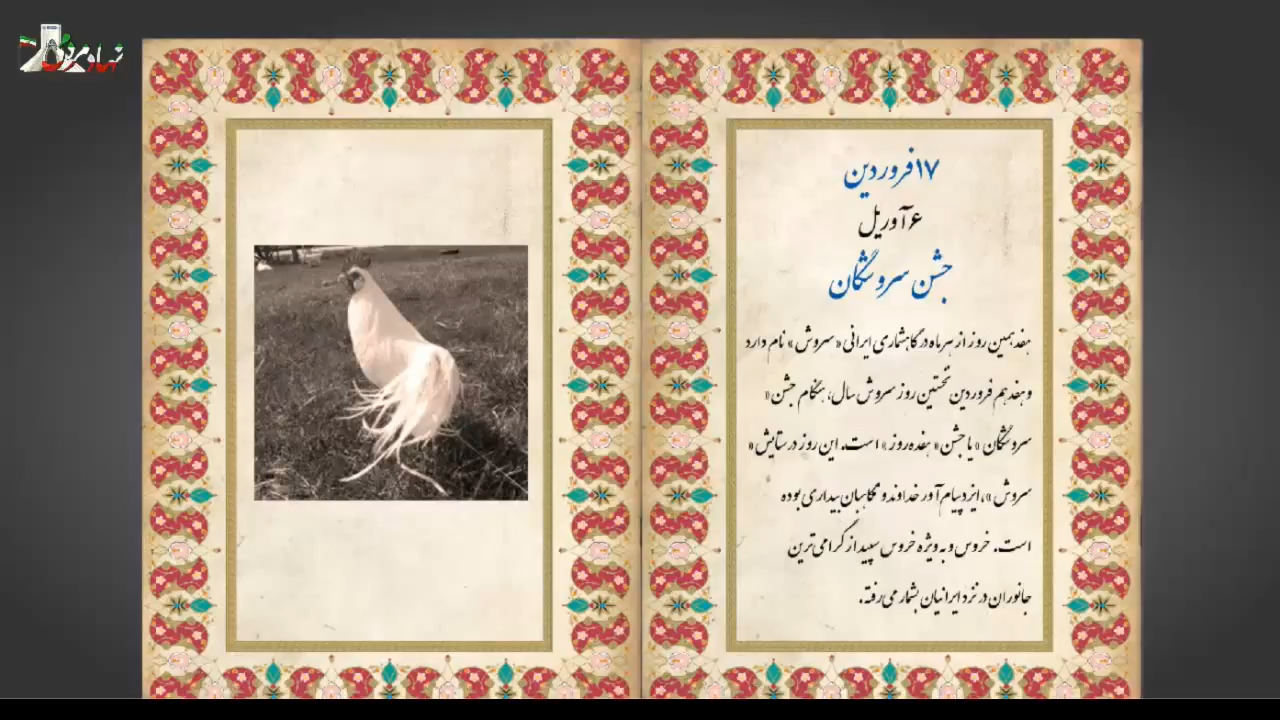 نهاد مردمی
۱۷ فروردین
۶ آوریل
جشن سروشگان
هفدهمین روز از هر ماه در گاهشماری ایرانی «سروش» نام دارد
و هفدهم فروردین نخستین روز سروش سال، هنگام جشن «
سروشگان» یا جشن «هفده روز» است. این روز در ستایش «
سروش»، ایزد پیام آور خداوند و نگاهبان بیداری بوده
است. خروس و به ویژه خروس سپید از گرامی ترین
جانوران در نزد ایرانیان بشمار می رفته.